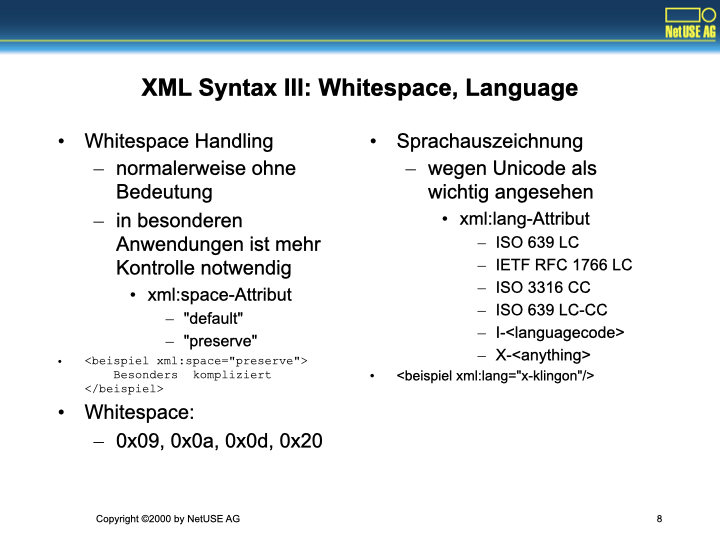 NetUSE AG
XML Syntax III: Whitespace, Language
• Whitespace Handling
– normalerweise ohne
Bedeutung
– in besonderen
Anwendungen ist mehr
Kontrolle notwendig
• xml:space-Attribut
– "default"
– "preserve"
• <beispiel xml:space="preserve">
Besonders  kompliziert
</beispiel>
• Whitespace:
– 0x09, 0x0a, 0x0d, 0x20
• Sprachauszeichnung
– wegen Unicode als
wichtig angesehen
• xml:lang-Attribut
– ISO 639 LC
– IETF RFC 1766 LC
– ISO 3316 CC
– ISO 639 LC-CC
– I-<languagecode>
– X-<anything>
• <beispiel xml:lang="x-klingon"/>
Copyright ©2000 by NetUSE AG
8